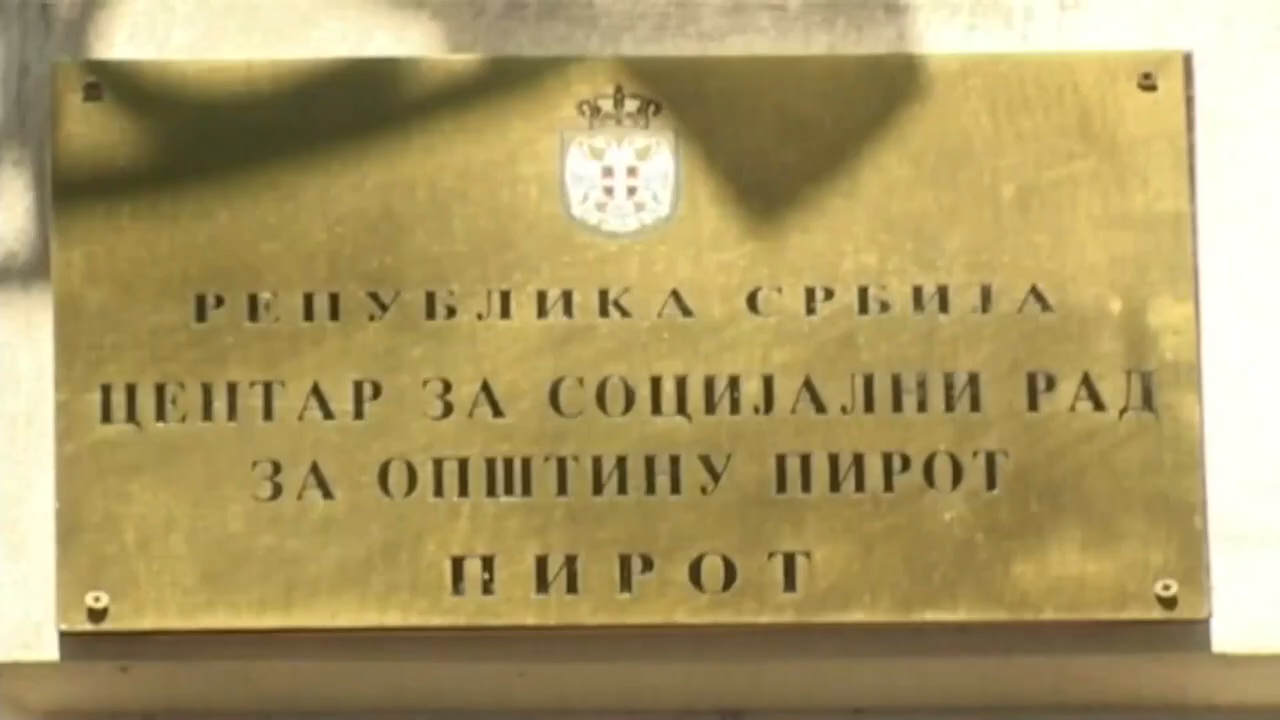 РЕПУБЛИКА СРБИЈА
ЦЕНТАР ЗА СОЦИЈАЛНИ РАД
ЗА ОПШТИНУ ПИРОТ
ПИРОТ